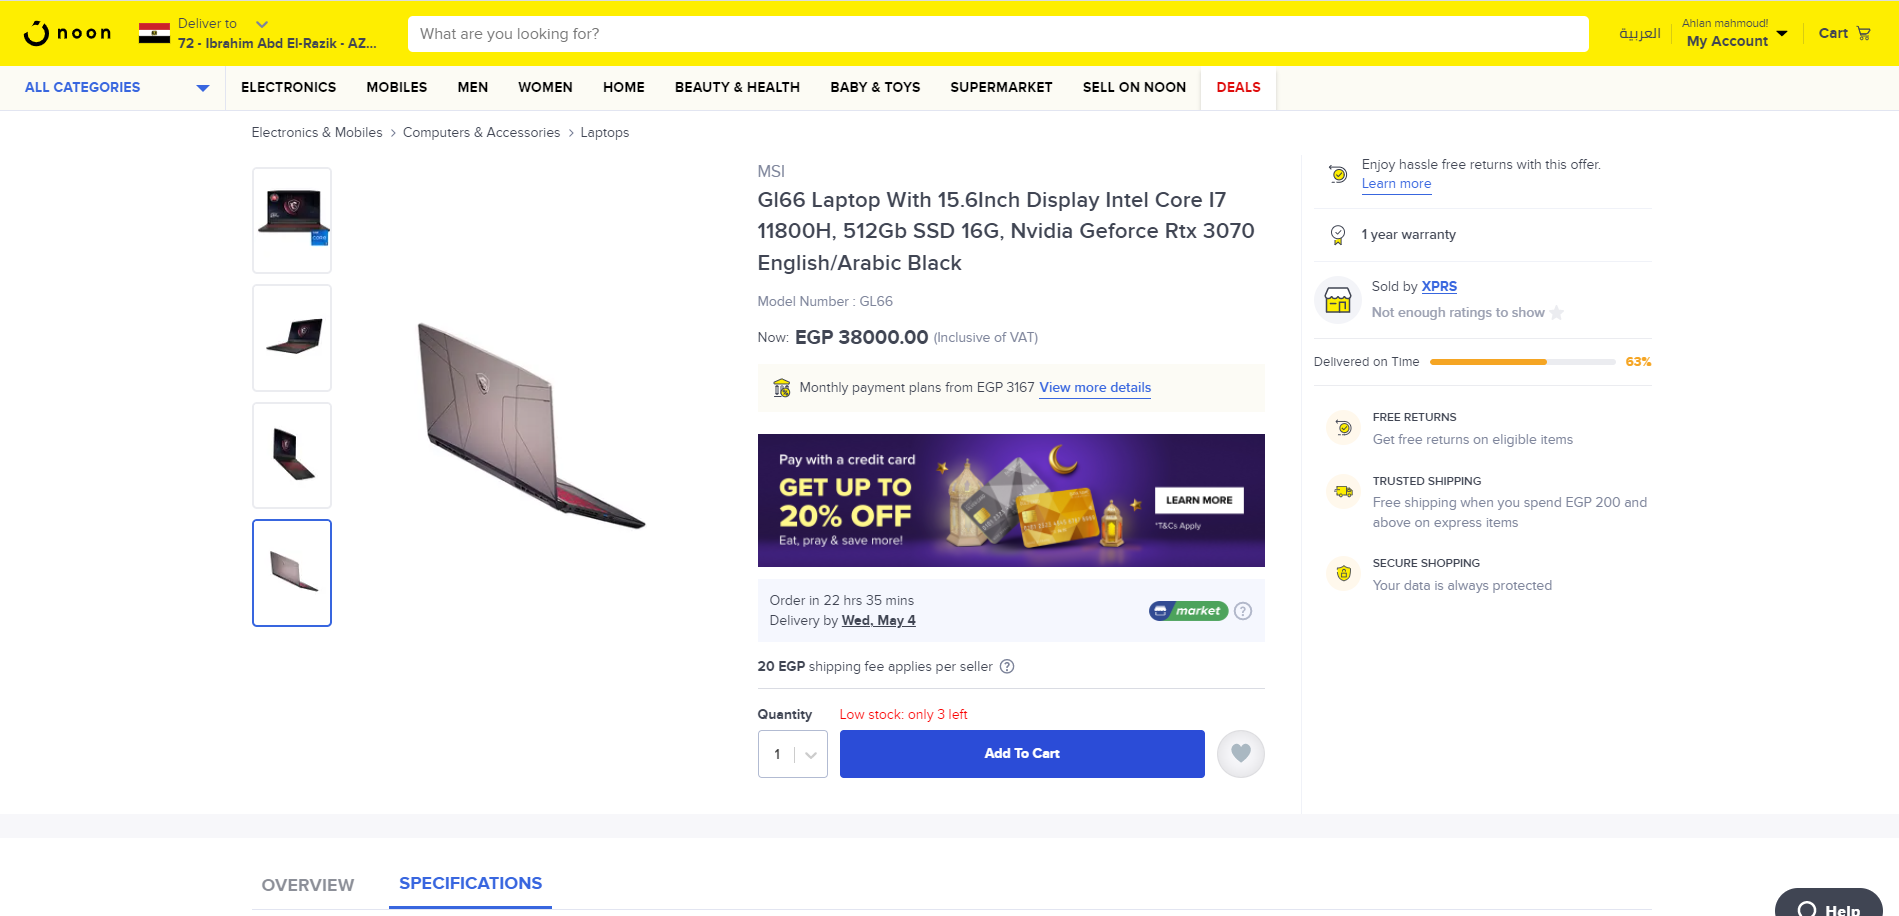 noon
Deliver to
72 - Ibrahim Abd El-Razik - AZ...
What are you looking for?
العربية
Ahlan mahmoud!
My Account
Cart
ALL CATEGORIES
ELECTRONICS
MOBILES
MEN
WOMEN
HOME
BEAUTY & HEALTH
BABY & TOYS
SUPERMARKET
SELL ON NOON
DEALS
Electronics & Mobiles > Computers & Accessories > Laptops
MSI
Gl66 Laptop With 15.6Inch Display Intel Core I7
11800H, 512Gb SSD 16G, Nvidia Geforce Rtx 3070
English/Arabic Black
Model Number : GL66
Now: EGP 38000.00 (Inclusive of VAT)
Monthly payment plans from EGP 3167 View more details
Pay with a credit card
GET UP TO
20% OFF
Eat, pray & save more!
LEARN MORE
*T&Cs Apply
Order in 22 hrs 35 mins
Delivery by Wed, May 4
market
?
20 EGP shipping fee applies per seller ?
Quantity
Low stock: only 3 left
1
Add To Cart
Enjoy hassle free returns with this offer.
Learn more
1 year warranty
Sold by XPRS
Not enough ratings to show
Delivered on Time
63%
FREE RETURNS
Get free returns on eligible items
TRUSTED SHIPPING
Free shipping when you spend EGP 200 and
above on express items
SECURE SHOPPING
Your data is always protected
OVERVIEW
SPECIFICATIONS
Help